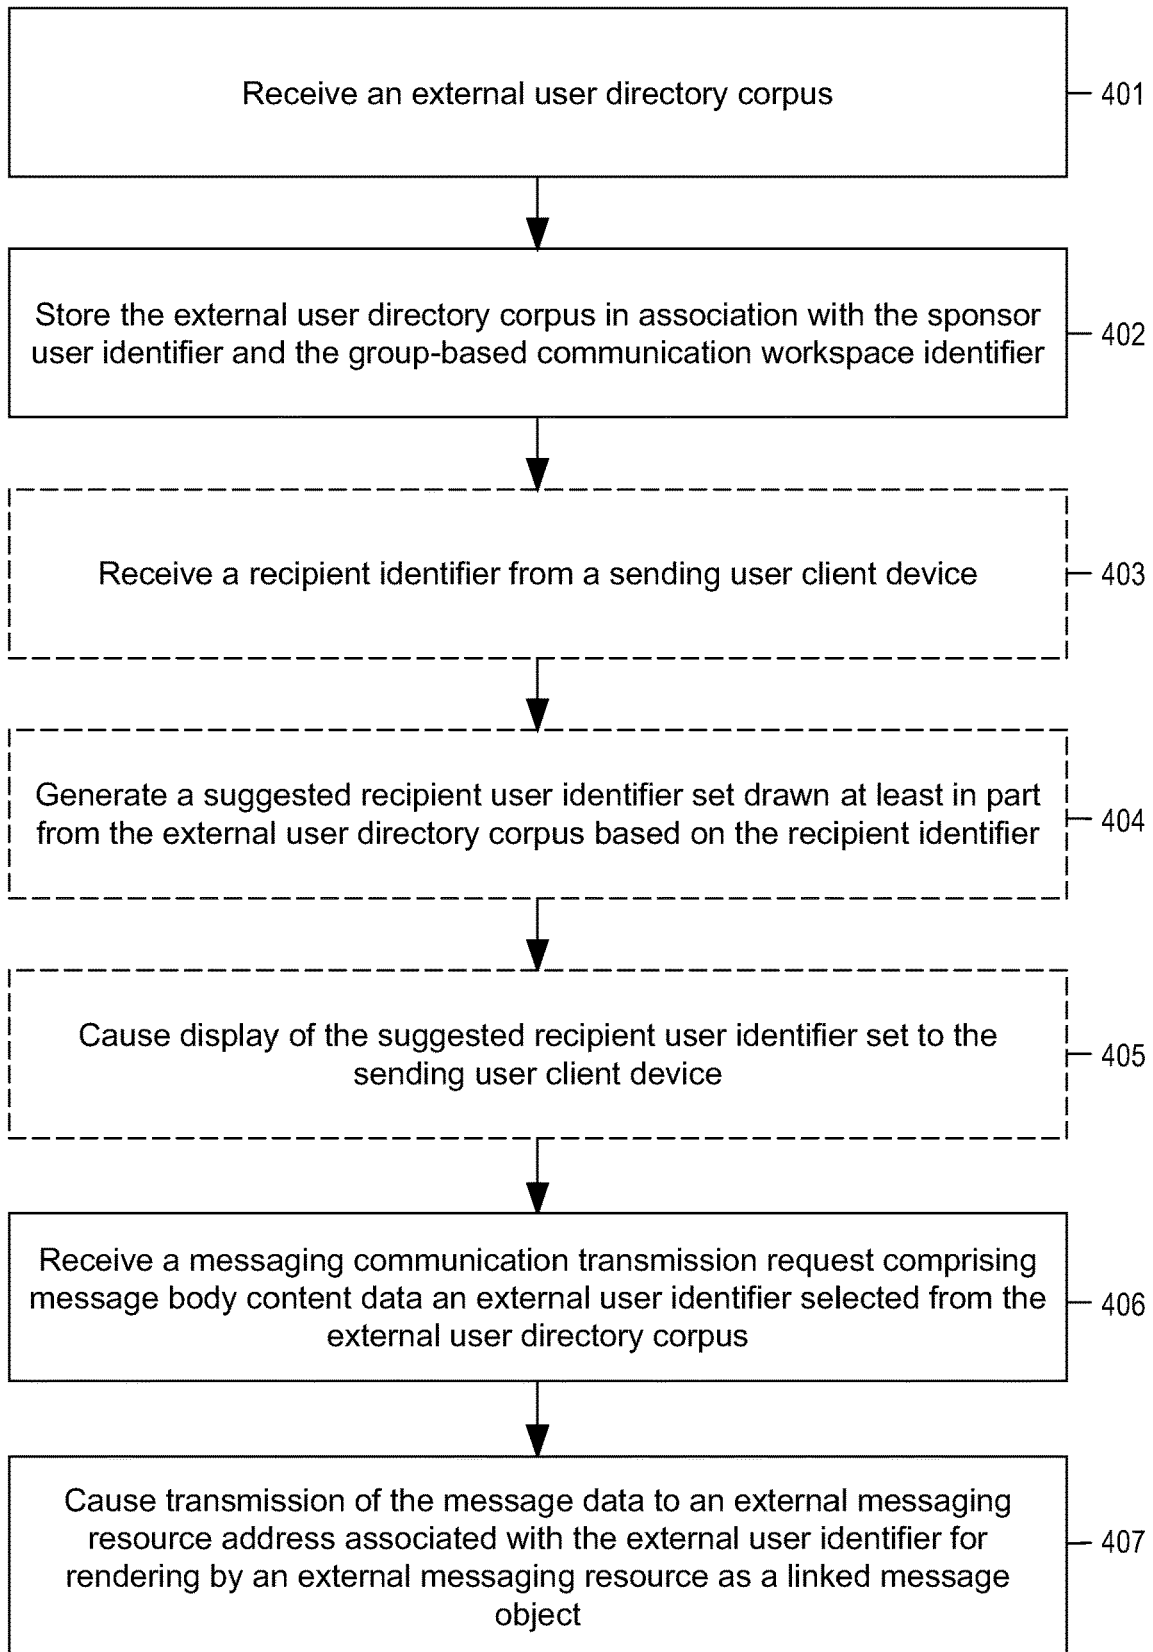 Receive an external user directory corpus
401
Store the external user directory corpus in association with the sponsor
user identifier and the group-based communication workspace identifier
402
Receive a recipient identifier from a sending user client device
403
Generate a suggested recipient user identifier set drawn at least in part
from the external user directory corpus based on the recipient identifier
404
Cause display of the suggested recipient user identifier set to the
sending user client device
405
Receive a messaging communication transmission request comprising
message body content data an external user identifier selected from the
external user directory corpus
406
Cause transmission of the message data to an external messaging
resource address associated with the external user identifier for
rendering by an external messaging resource as a linked message
object
407